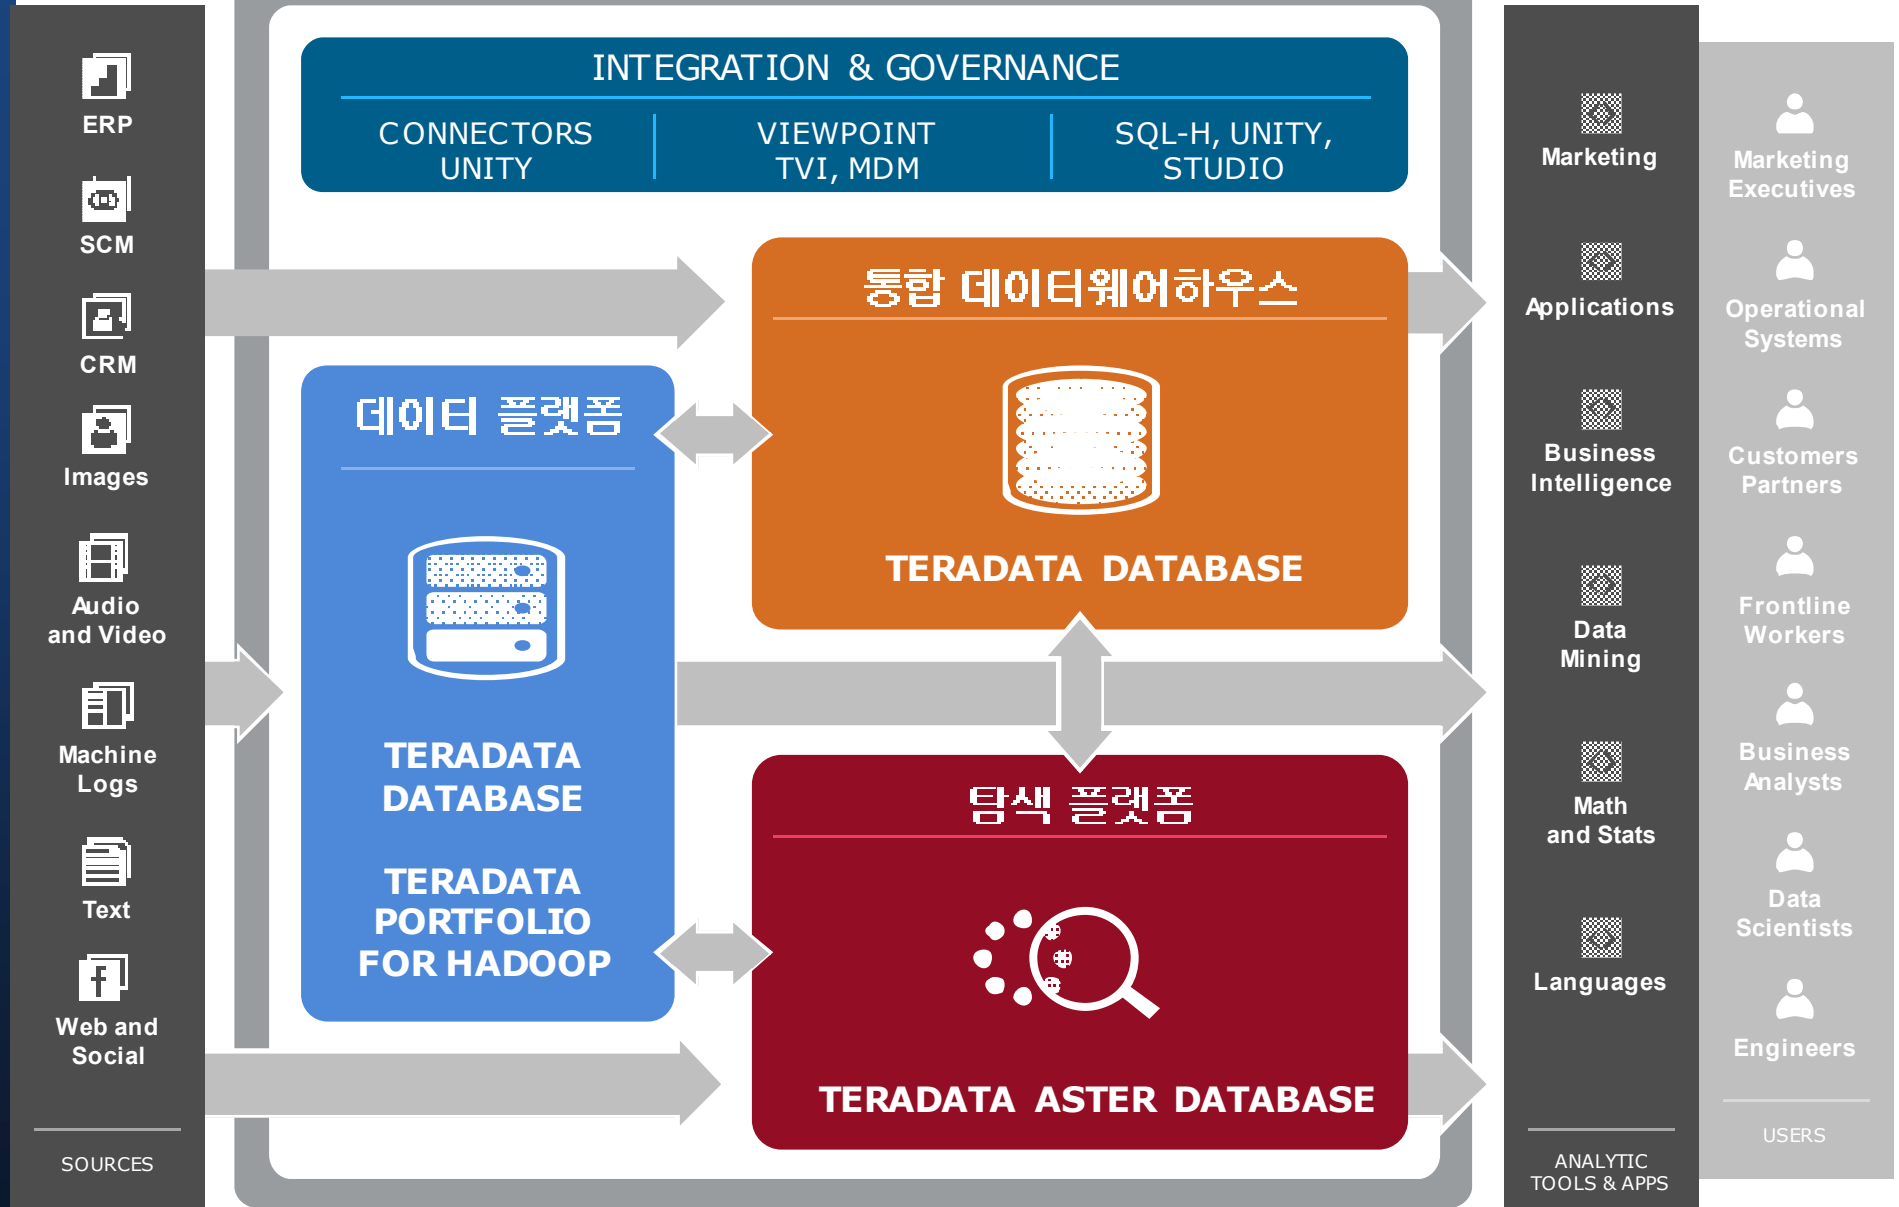 ERP
SCM
CRM
Images
Audio
and Video
Machine
Logs
Text
Web and
Social
SOURCES
INTEGRATION & GOVERNANCE
CONNECTORS
UNITY
VIEWPOINT
TVI, MDM
SQL-H, UNITY,
STUDIO
데이터 플랫폼
TERADATA
DATABASE
TERADATA
PORTFOLIO
FOR HADOOP
통합 데이터웨어하우스
TERADATA DATABASE
탐색 플랫폼
TERADATA ASTER DATABASE
Marketing
Applications
Business
Intelligence
Data
Mining
Math
and Stats
Languages
ANALYTIC
TOOLS & APPS
Marketing
Executives
Operational
Systems
Customers
Partners
Frontline
Workers
Business
Analysts
Data
Scientists
Engineers
USERS